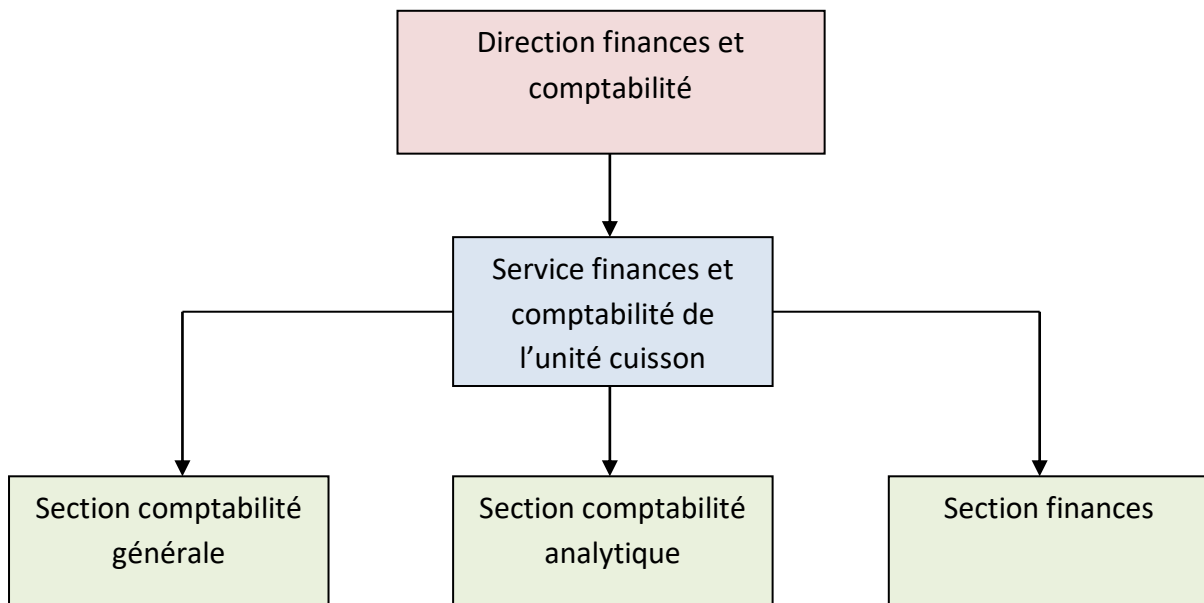 Direction finances et
comptabilité
Service finances et
comptabilité de
l’unité cuisson
Section comptabilité
générale
Section comptabilité
analytique
Section finances